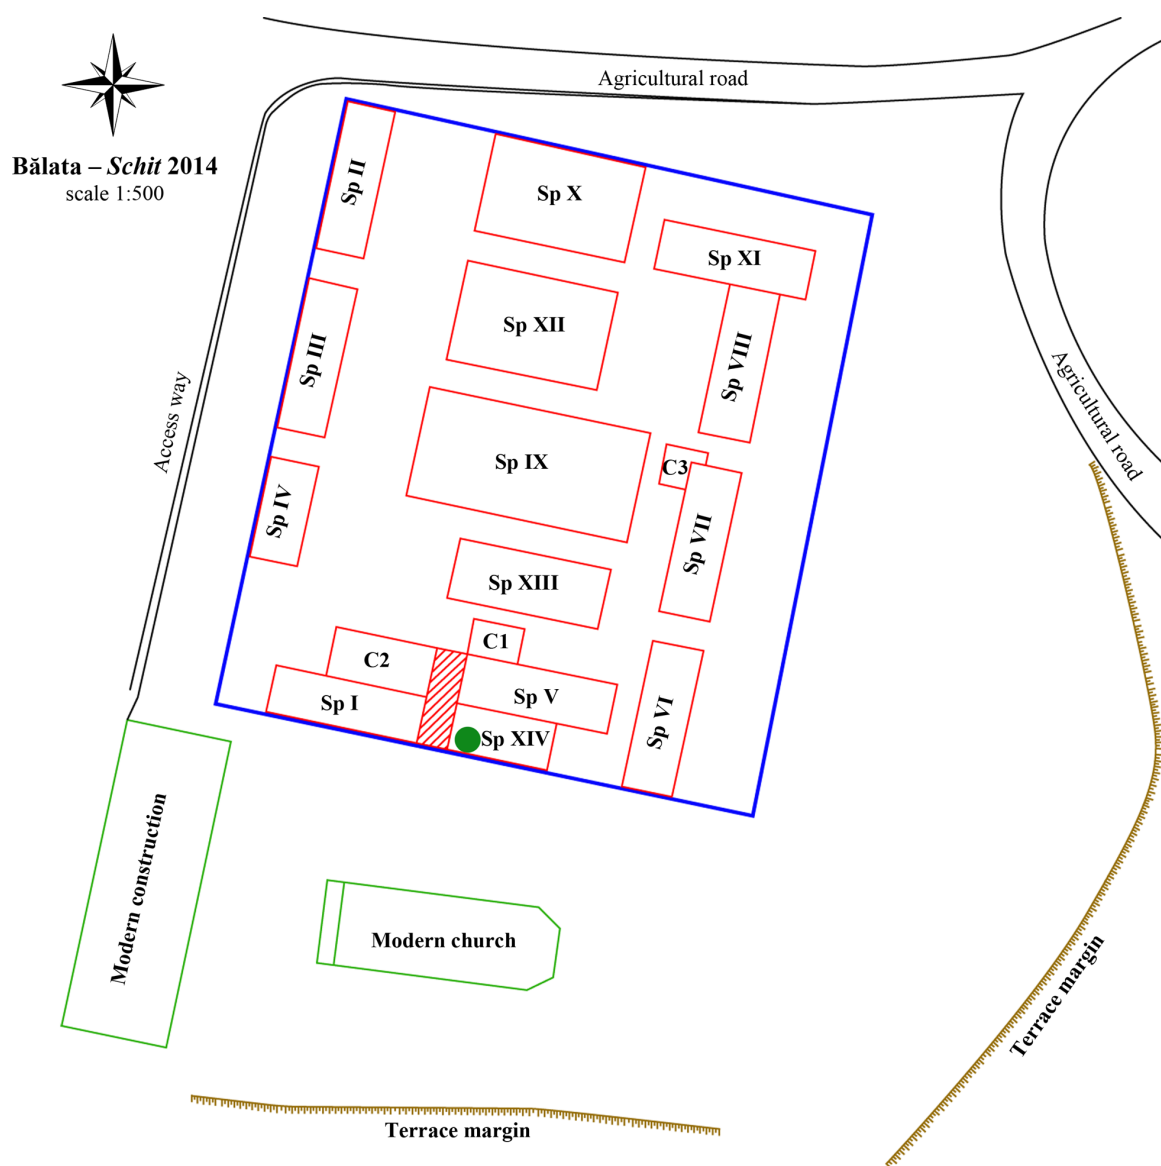 Agricultural road
Bălata – Schit 2014
scale 1:500
Sp II
Sp X
Sp XI
Sp XII
Sp III
Sp VIII
Access way
Agricultural road
Sp IX
C3
Sp IV
Sp VII
Sp XIII
C1
C2
Sp V
Sp I
Sp VI
Sp XIV
Modern construction
Modern church
Terrace margin
Terrace margin